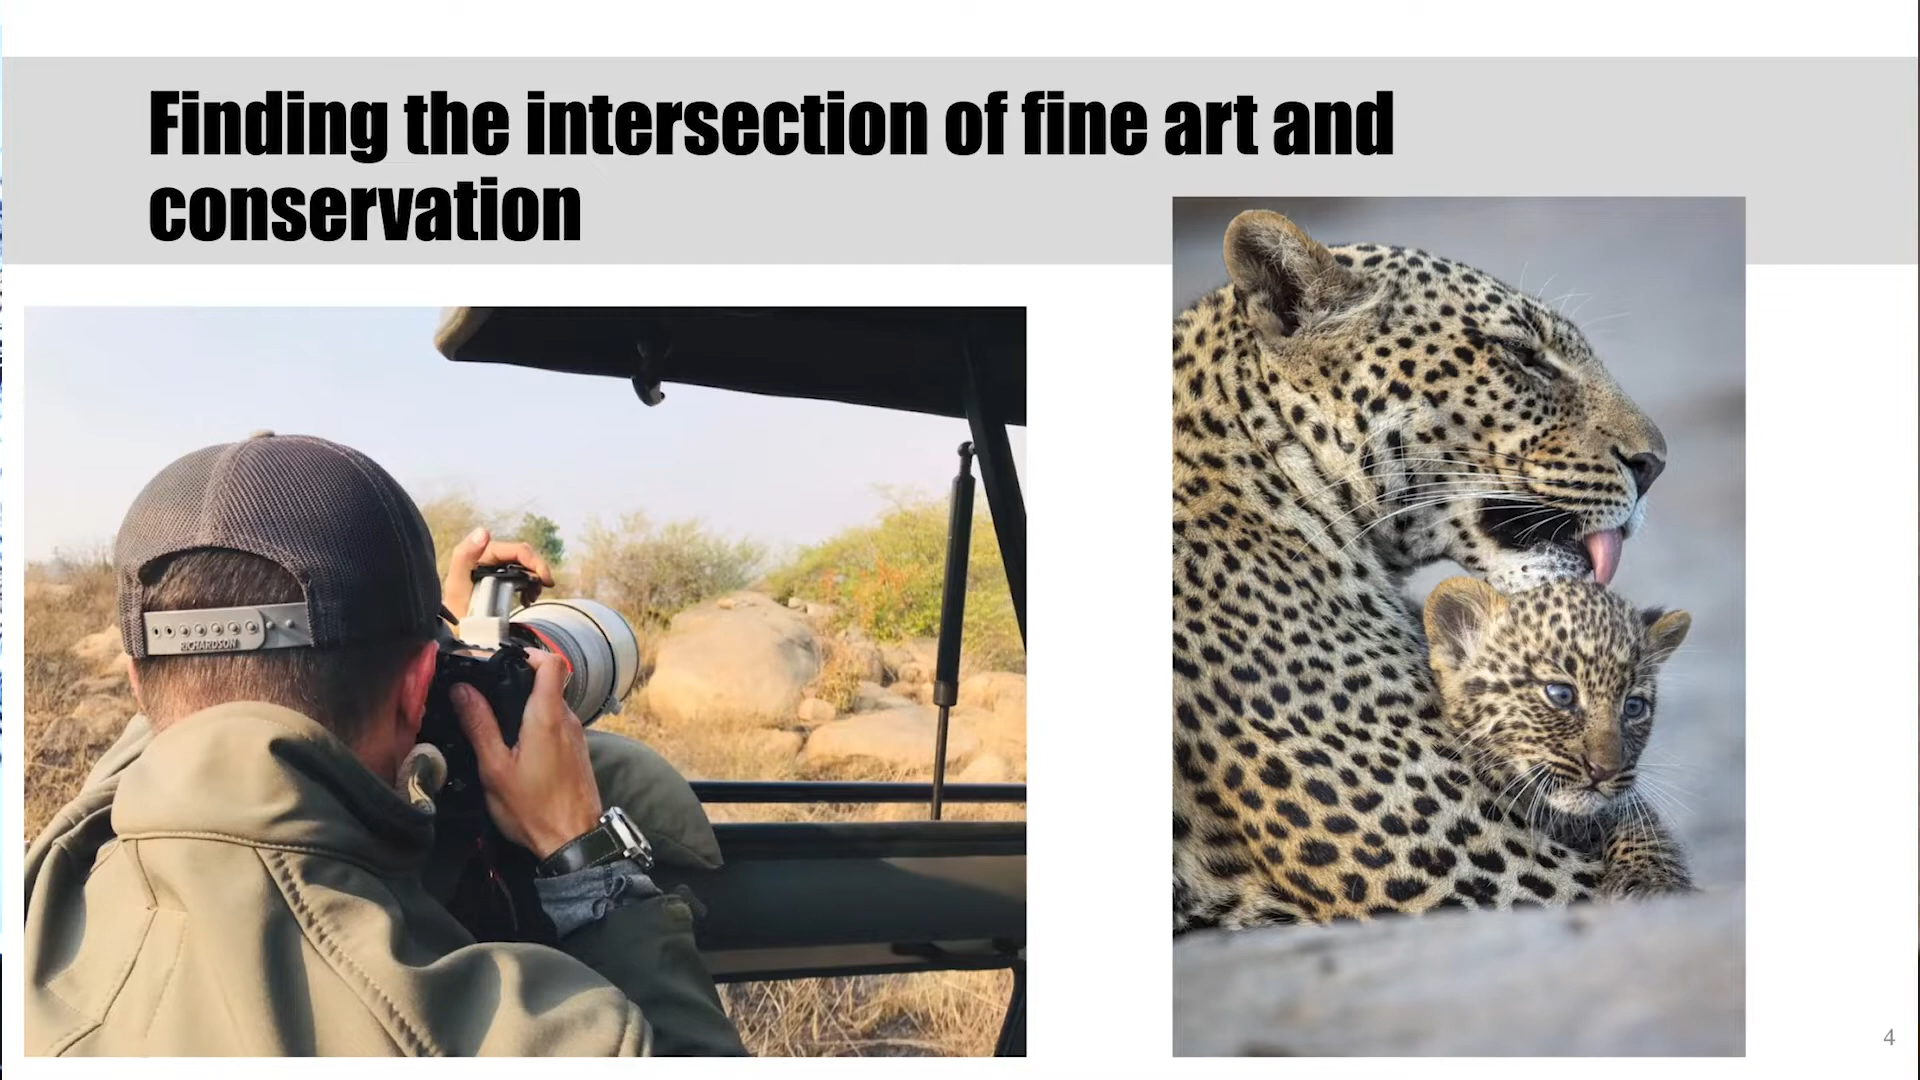 Finding the intersection of fine art and
conservation
RICHARDSON
4